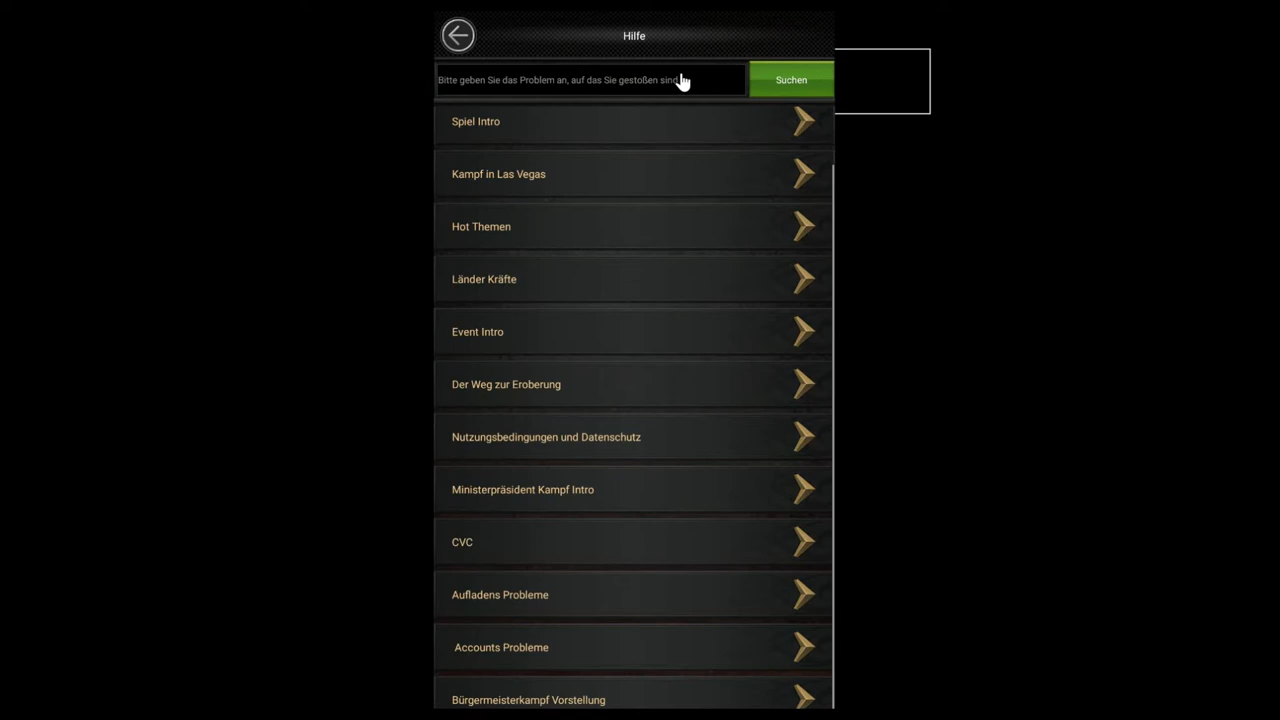 Hilfe
Bitte geben Sie das Problem an, auf das Sie gestoßen sind
Suchen
Spiel Intro
Kampf in Las Vegas
Hot Themen
Länder Kräfte
Event Intro
Der Weg zur Eroberung
Nutzungsbedingungen und Datenschutz
Ministerpräsident Kampf Intro
CVC
Aufladens Probleme
Accounts Probleme
Bürgermeisterkampf Vorstellung